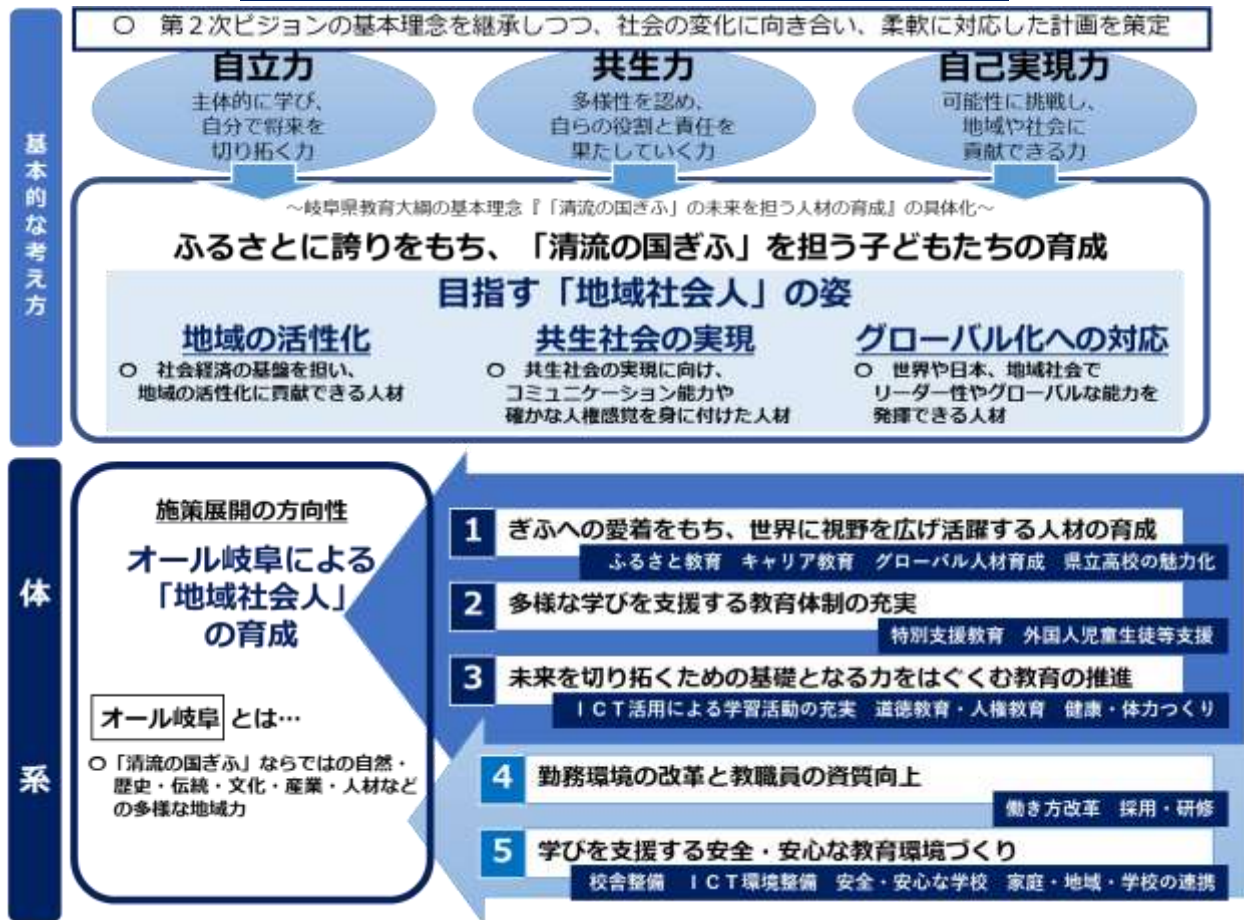 ○ 第2次ビジョンの基本理念を継承しつつ、社会の変化に向き合い、柔軟に対応した計画を策定
基本的な考え方
自立力
主体的に学び、
自分で将来を
切り拓く力
共生力
多様性を認め、
自らの役割と責任を
果たしていく力
自己実現力
可能性に挑戦し、
地域や社会に
貢献できる力
～岐阜県教育大綱の基本理念『「清流の国ぎふ」の未来を担う人材の育成』の具体化～
ふるさとに誇りをもち、「清流の国ぎふ」を担う子どもたちの育成
目指す「地域社会人」の姿
地域の活性化
○ 社会経済の基盤を担い、
地域の活性化に貢献できる人材
共生社会の実現
○ 共生社会の実現に向け、
コミュニケーション能力や
確かな人権感覚を身に付けた人材
グローバル化への対応
○ 世界や日本、地域社会で
リーダー性やグローバルな能力を
発揮できる人材
体系
施策展開の方向性
オール岐阜による
「地域社会人」
の育成
オール岐阜 とは…
○「清流の国ぎふ」ならではの自然・
歴史・伝統・文化・産業・人材など
の多様な地域力
1 ぎふへの愛着をもち、世界に視野を広げ活躍する人材の育成
ふるさと教育 キャリア教育 グローバル人材育成 県立高校の魅力化
2 多様な学びを支援する教育体制の充実
特別支援教育 外国人児童生徒等支援
3 未来を切り拓くための基礎となる力をはぐくむ教育の推進
ICT活用による学習活動の充実 道徳教育・人権教育 健康・体力つくり
4 勤務環境の改革と教職員の資質向上
働き方改革 採用・研修
5 学びを支援する安全・安心な教育環境づくり
校舎整備 ICT環境整備 安全・安心な学校 家庭・地域・学校の連携